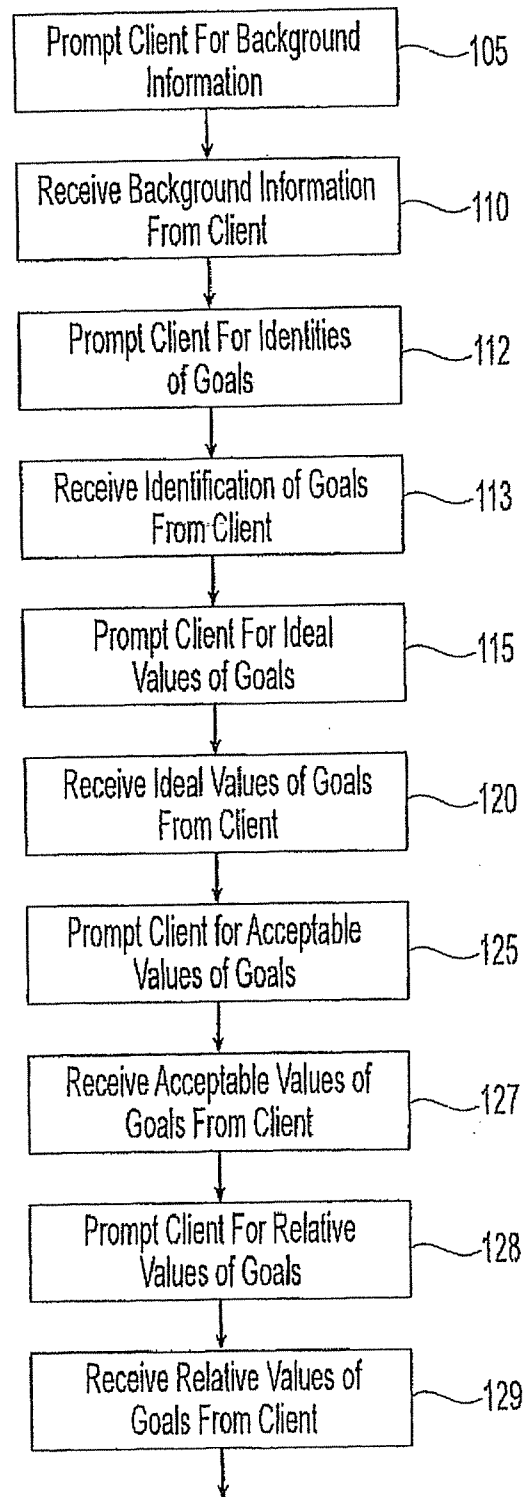 Prompt Client For Background
Information
105
Receive Background Information
From Client
110
Prompt Client For Identities
of Goals
112
Receive Identification of Goals
From Client
113
Prompt Client For Ideal
Values of Goals
115
Receive Ideal Values of Goals
From Client
120
Prompt Client for Acceptable
Values of Goals
125
Receive Acceptable Values of
Goals From Client
127
Prompt Client For Relative
Values of Goals
128
Receive Relative Values of
Goals From Client
129